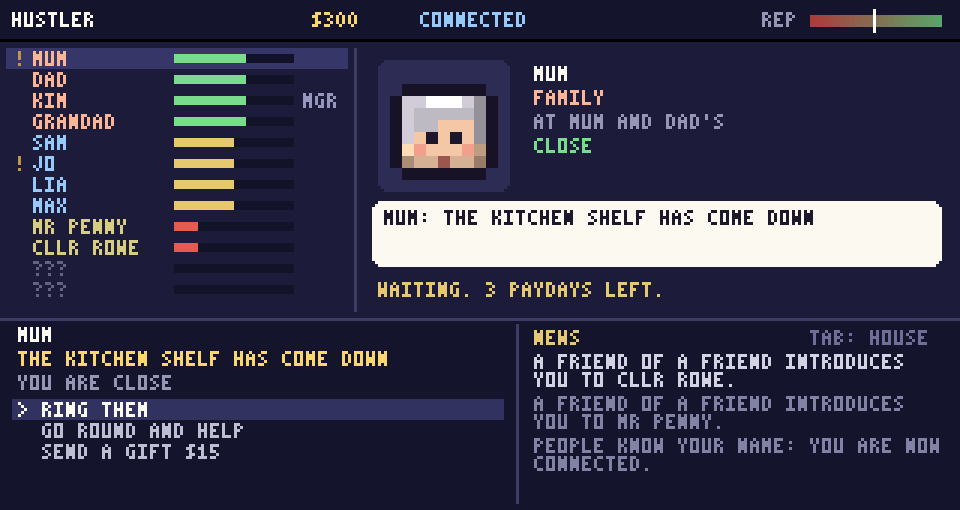 HUSTLER $300 CONNECTED REP
! MUM
DAD
KIM MGR
GRANDAD
SAM
! JO
LIA
MAX
MR PENNY
CLLR ROWE
???
???
MUM
FAMILY
AT MUM AND DAD'S
CLOSE
MUM: THE KITCHEN SHELF HAS COME DOWN
WAITING. 3 PAYDAYS LEFT.
MUM
THE KITCHEN SHELF HAS COME DOWN
YOU ARE CLOSE
> RING THEM
GO ROUND AND HELP
SEND A GIFT $15
NEWS TAB: HOUSE
A FRIEND OF A FRIEND INTRODUCES
YOU TO CLLR ROWE.
A FRIEND OF A FRIEND INTRODUCES
YOU TO MR PENNY.
PEOPLE KNOW YOUR NAME: YOU ARE NOW
CONNECTED.